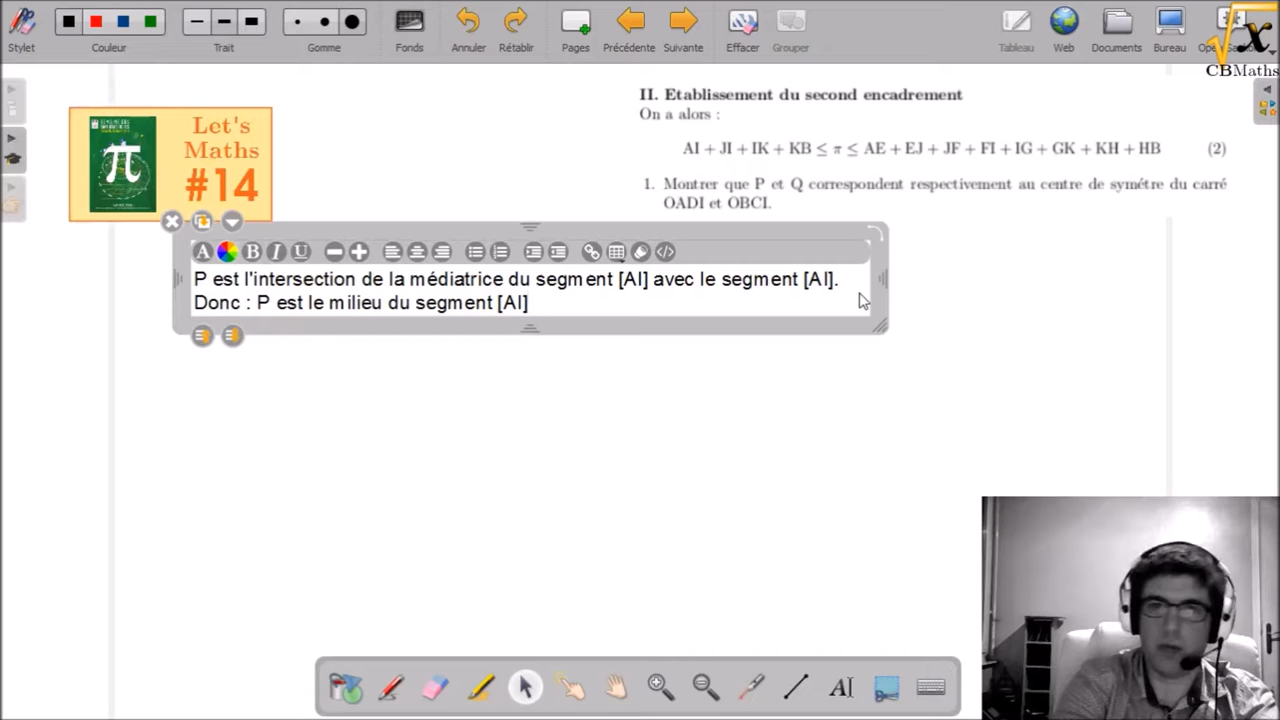 Stylet
Couleur
Trait
Gomme
Fonds
Annuler
Rétablir
Pages
Précédente
Suivante
Effacer
Grouper
Tableau
Web
Documents
Bureau
x
CBMaths
Let's
Maths
#14
π
II. Etablissement du second encadrement
On a alors :
AI + JI + IK + KB ≤ π ≤ AE + EJ + JF + FI + IG + GK + KH + HB (2)
1. Montrer que P et Q correspondent respectivement au centre de symétre du carré
OADI et OBCI.
A B I U
P est l'intersection de la médiatrice du segment [AI] avec le segment [AI].
Donc : P est le milieu du segment [AI]
AI